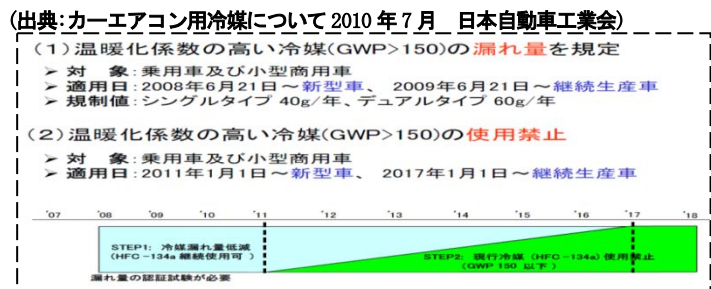 (出典：カーエアコン用冷媒について2010年7月　日本自動車工業会)
(1)温暖化係数の高い冷媒(GWP>150)の漏れ量を規定
➢ 対　象：乗用車及び小型商用車
➢ 適用日：2008年6月21日～新型車、 2009年6月21日～継続生産車
➢ 規制値：シングルタイプ 40g/年、デュアルタイプ 60g/年
(2)温暖化係数の高い冷媒(GWP>150)の使用禁止
➢ 対　象：乗用車及び小型商用車
➢ 適用日：2011年1月1日～新型車、 2017年1月1日～継続生産車
'07 '08 '09 '10 '11 '12 '13 '14 '15 '16 '17 '18
STEP1: 冷媒漏れ量低減
(HFC-134a 継続使用可)
STEP2: 現行冷媒 (HFC-134a) 使用禁止
(GWP 150 以下)
漏れ量の認証試験が必要